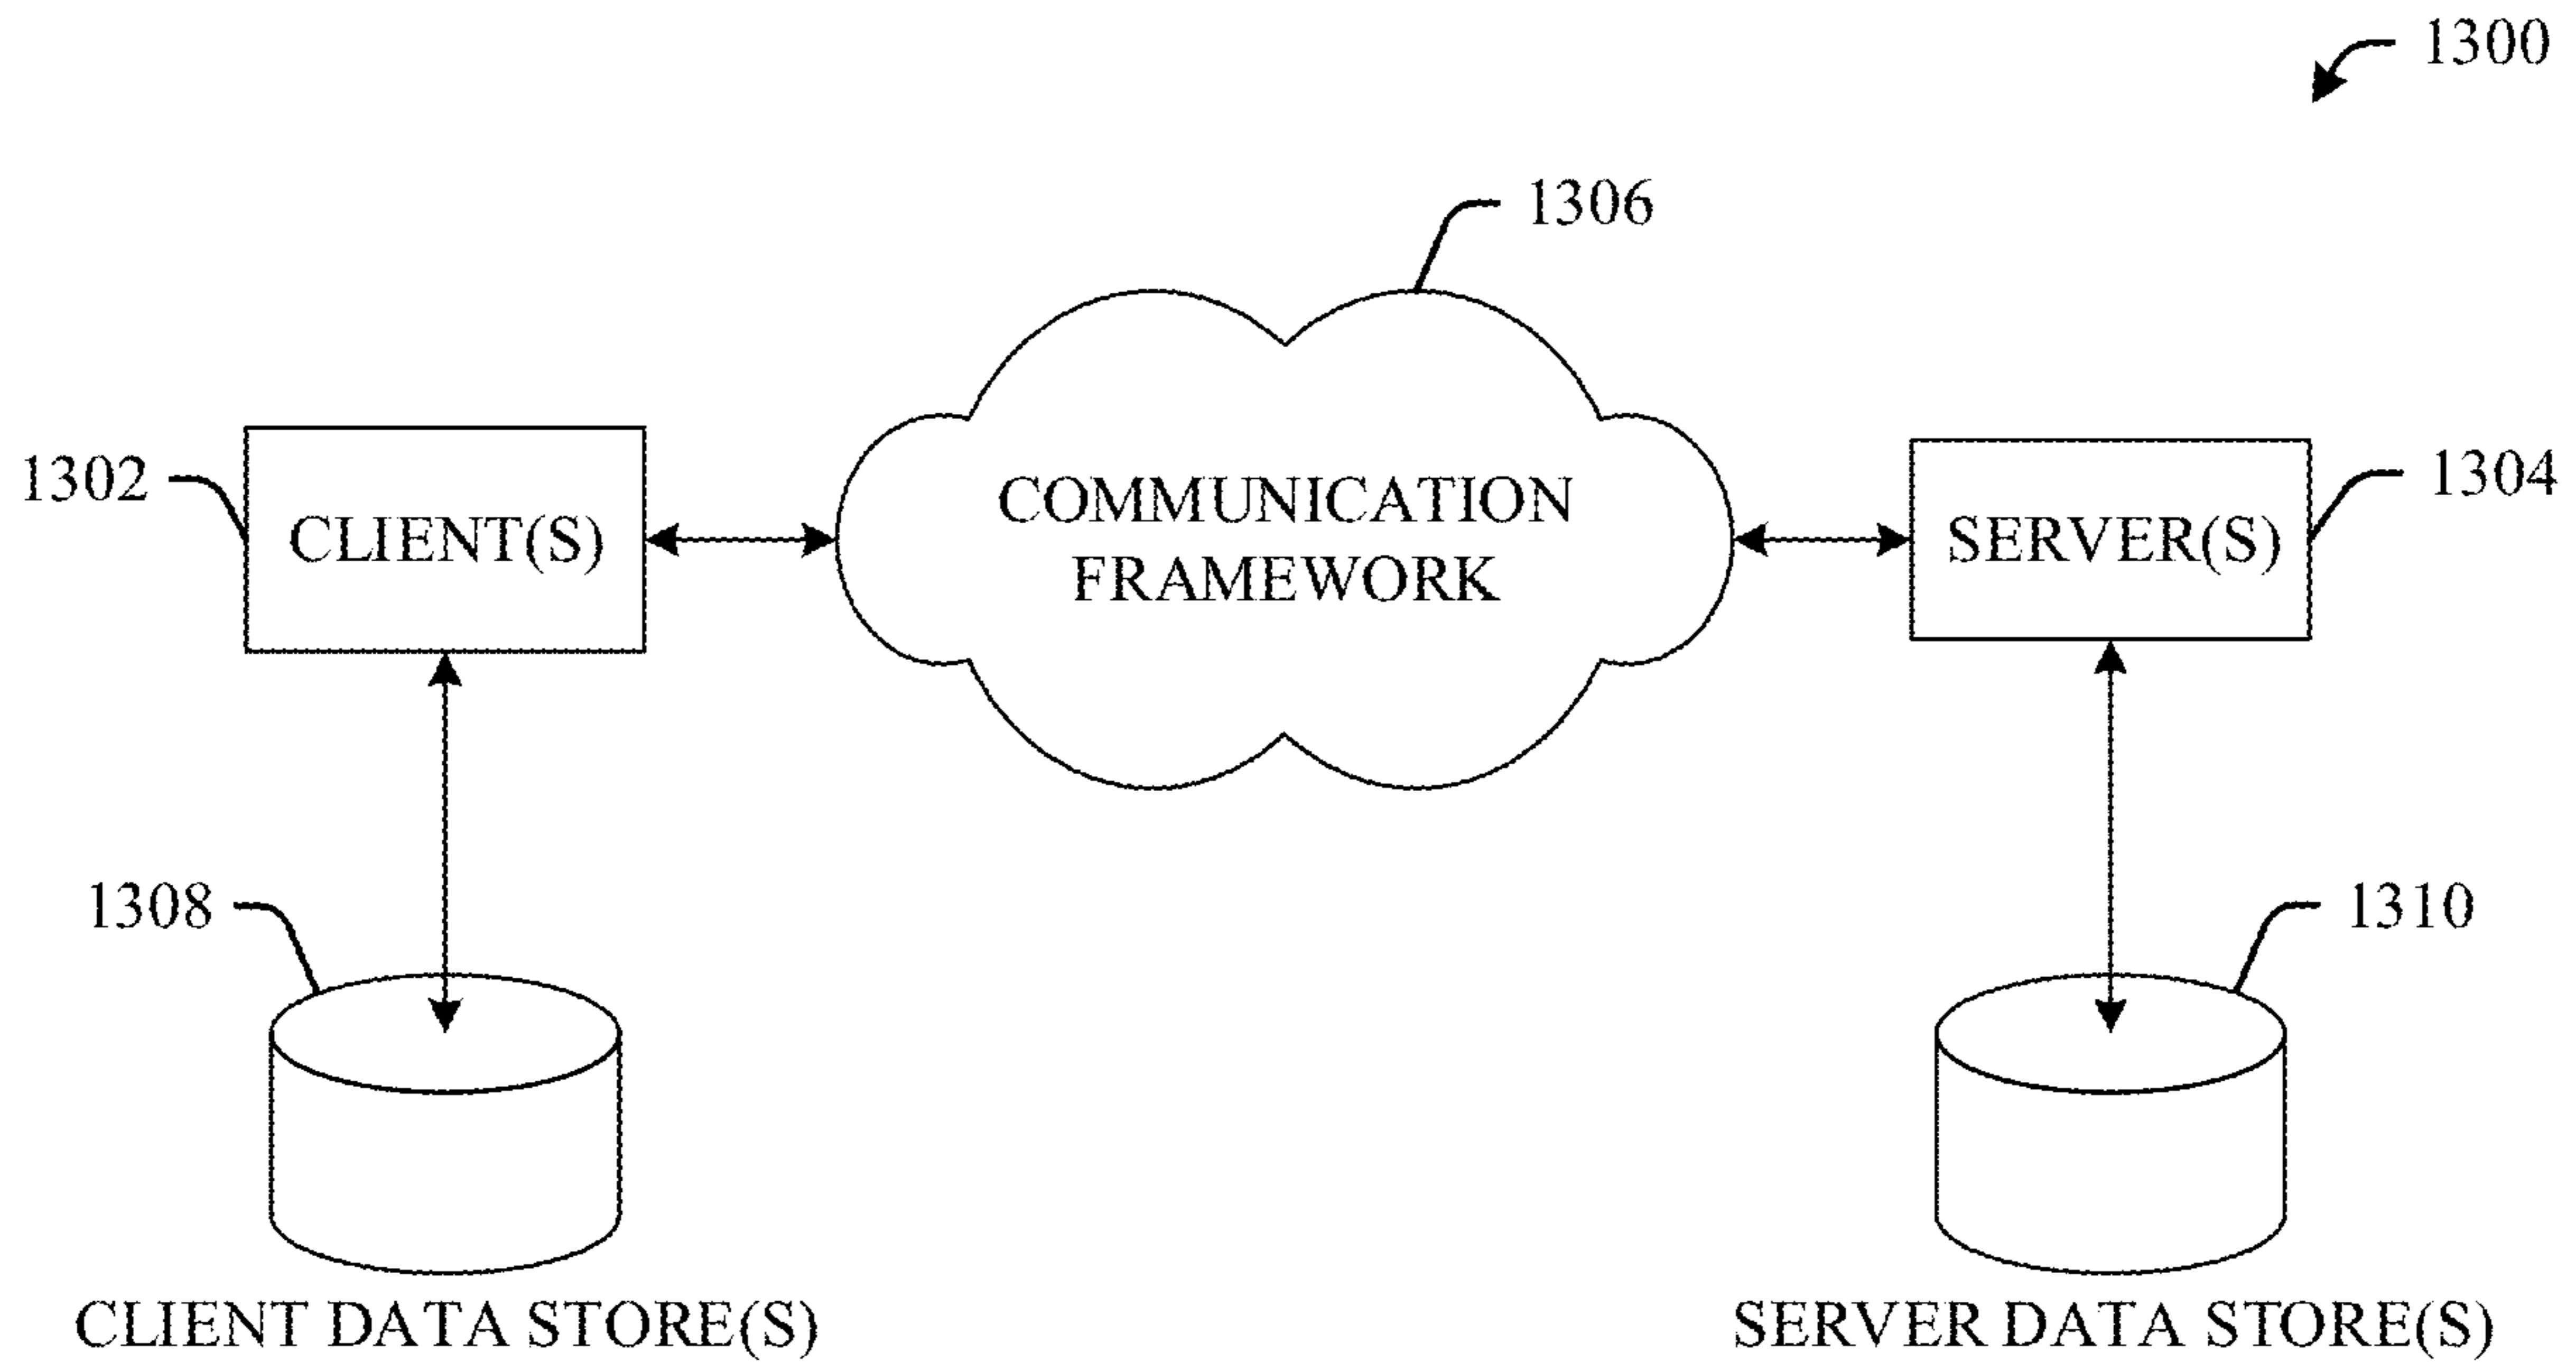 1300
1306
1302
CLIENT(S)
COMMUNICATION
FRAMEWORK
SERVER(S)
1304
1308
1310
CLIENT DATA STORE(S)
SERVER DATA STORE(S)